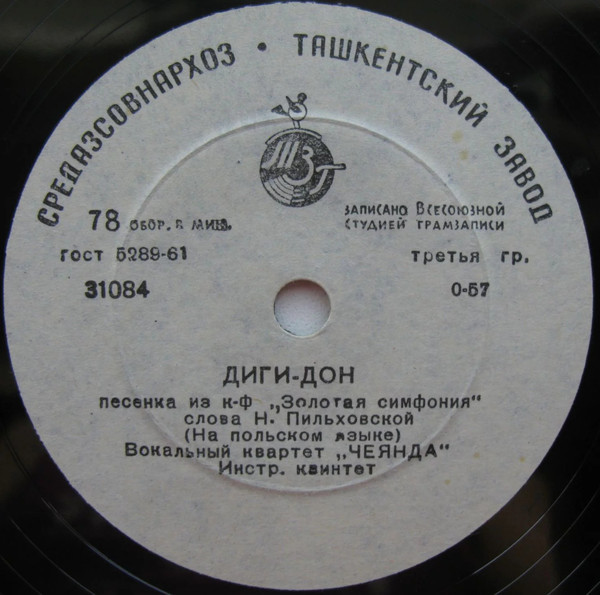 СРЕДАЗСОВНАРХОЗ • ТАШКЕНТСКИЙ ЗАВОД
ТЗГ
78 ОБОР. В МИН.
ЗАПИСАНО ВСЕСОЮЗНОЙ
СТУДИЕЙ ГРАМЗАПИСИ
ГОСТ 5289-61
третья гр.
31084
0-57
ДИГИ-ДОН
песенка из к-ф „Золотая симфония"
слова Н. Пильховской
(На польском языке)
Вокальный квартет „ЧЕЯНДА"
Инстр. квинтет